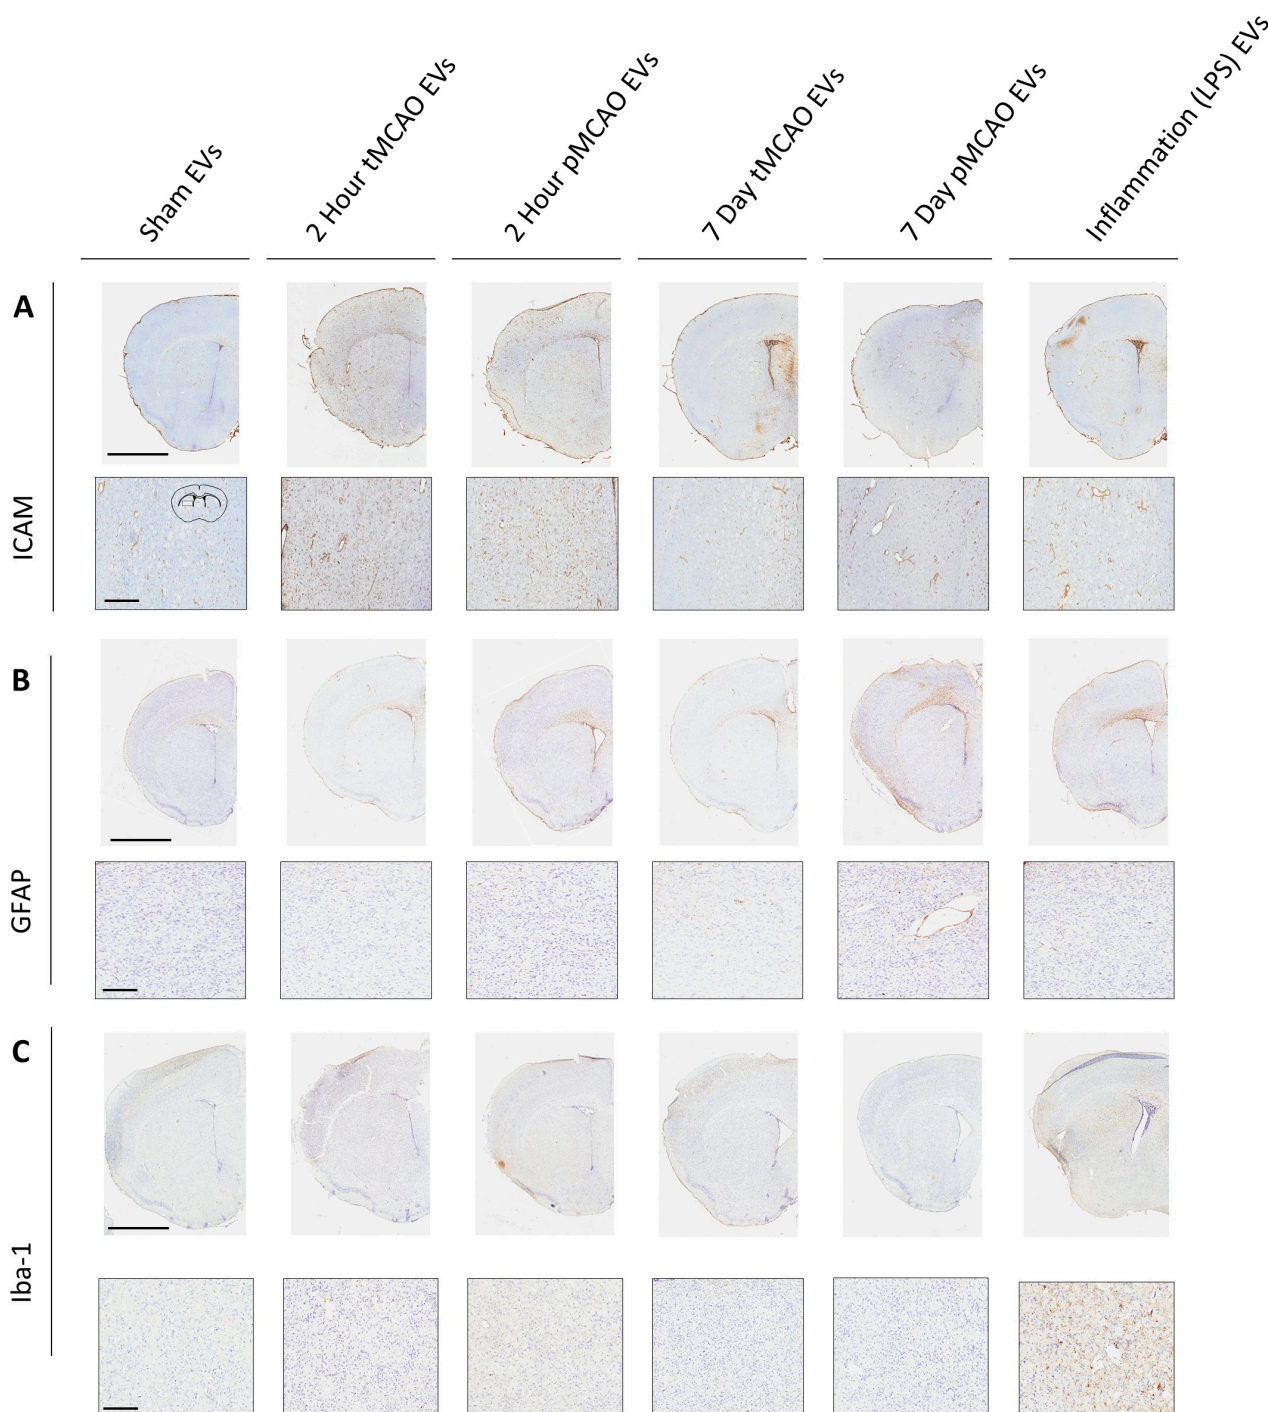 Sham EVs
2 Hour tMCAO EVs
2 Hour pMCAO EVs
7 Day tMCAO EVs
7 Day pMCAO EVs
Inflammation (LPS) EVs
A
ICAM
B
GFAP
C
Iba-1